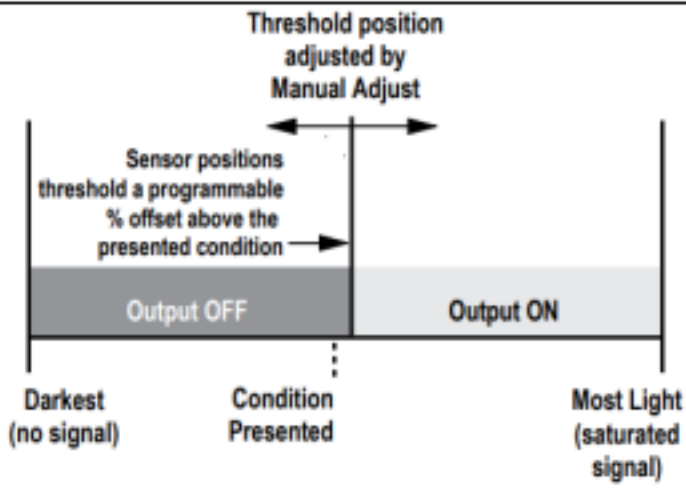 Threshold position
adjusted by
Manual Adjust
Sensor positions
threshold a programmable
% offset above the
presented condition
Output OFF
Output ON
Darkest
(no signal)
Condition
Presented
Most Light
(saturated
signal)